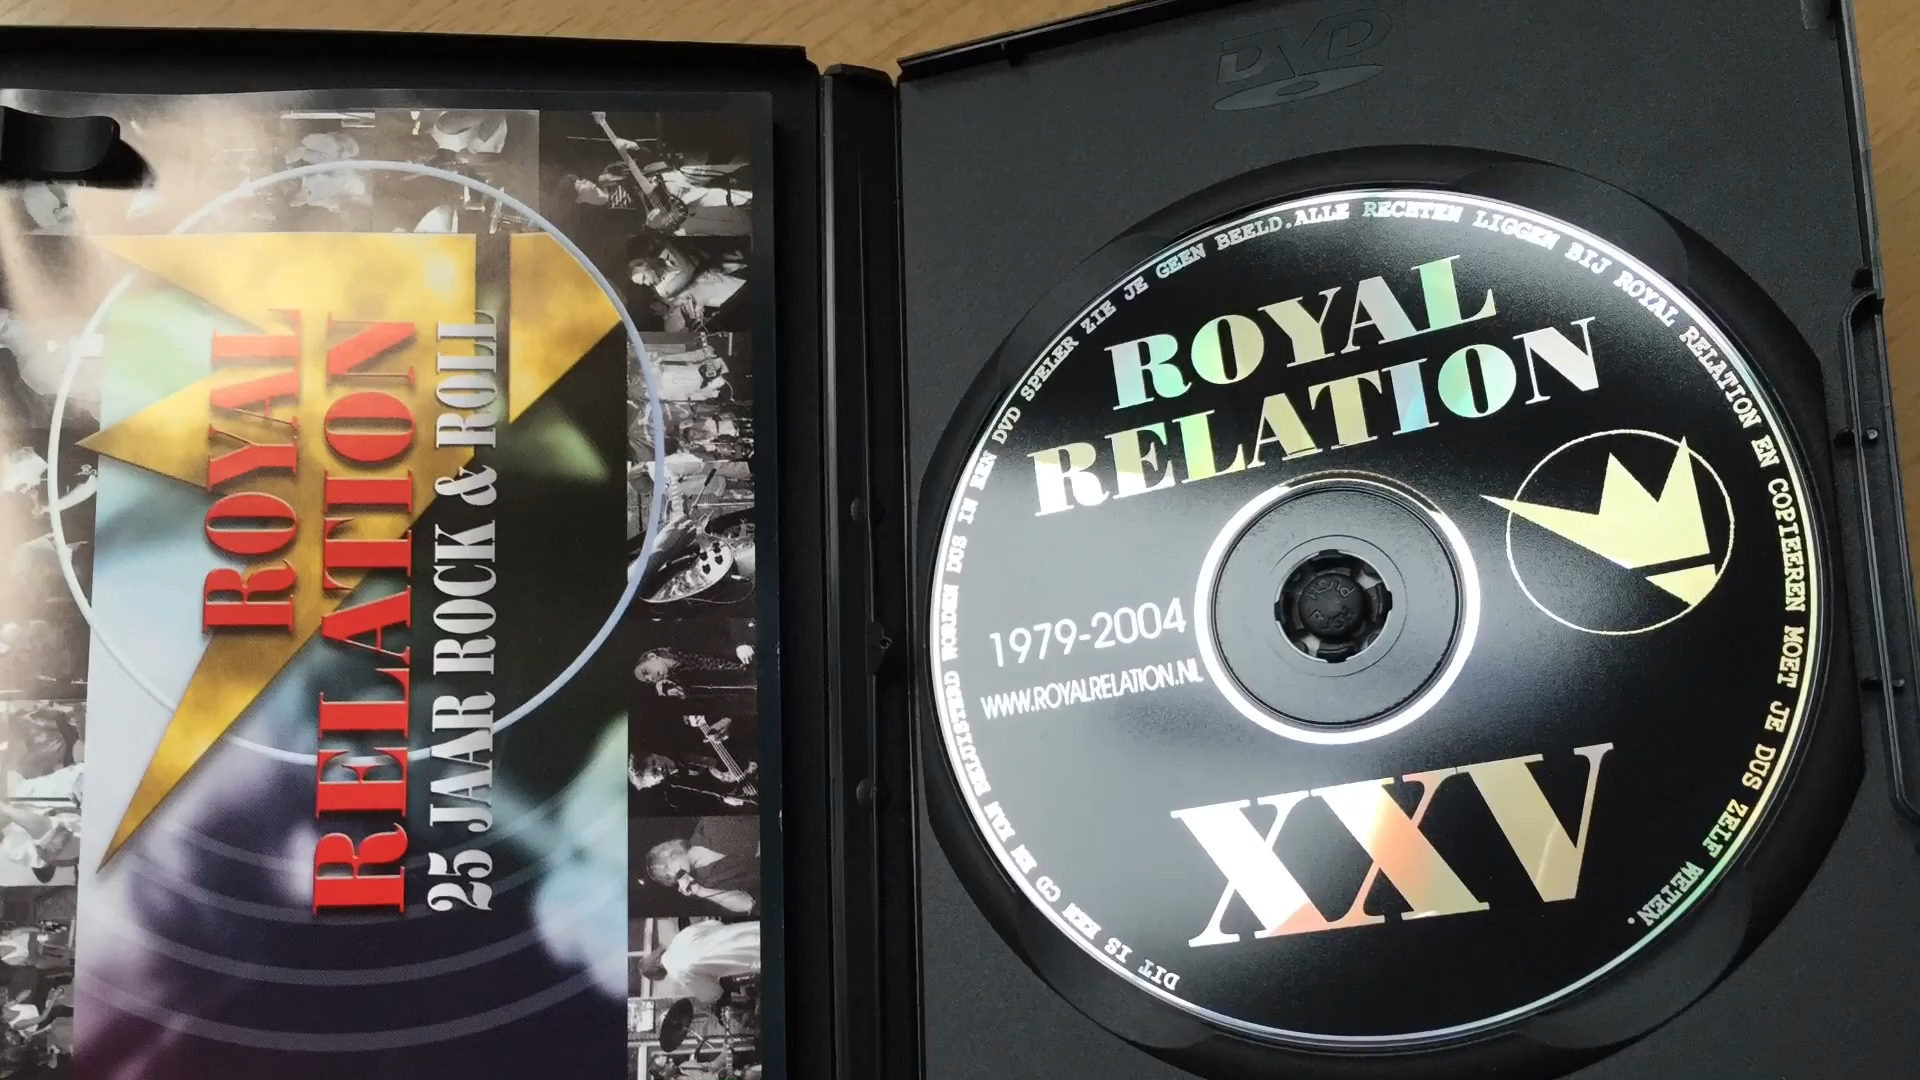 ROYAL
RELATION
25 JAAR ROCK & ROLL
DVD
ROYAL
RELATION
1979-2004
WWW.ROYALRELATION.NL
XXV
DIT IS EEN CD EN KAN BELUISTERD WORDEN DUS IN EEN DVD SPELER ZIE JE GEEN BEELD.ALLE RECHTEN LIGGEN BIJ ROYAL RELATION EN COPIEEREN MOET JE DUS ZELF WETEN.
PUSH